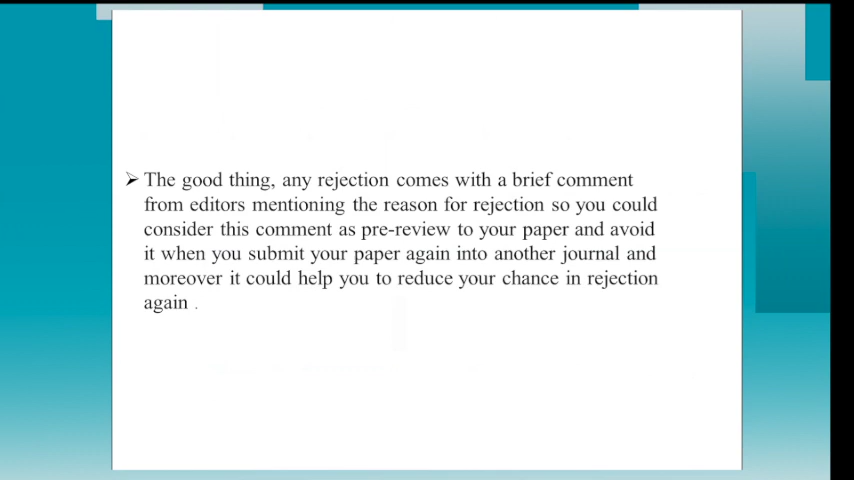 ➢ The good thing, any rejection comes with a brief comment
from editors mentioning the reason for rejection so you could
consider this comment as pre-review to your paper and avoid
it when you submit your paper again into another journal and
moreover it could help you to reduce your chance in rejection
again .